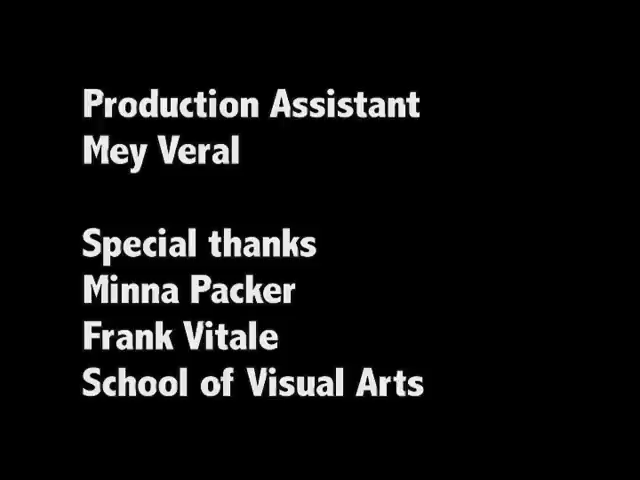 Production Assistant
Mey Veral
Special thanks
Minna Packer
Frank Vitale
School of Visual Arts